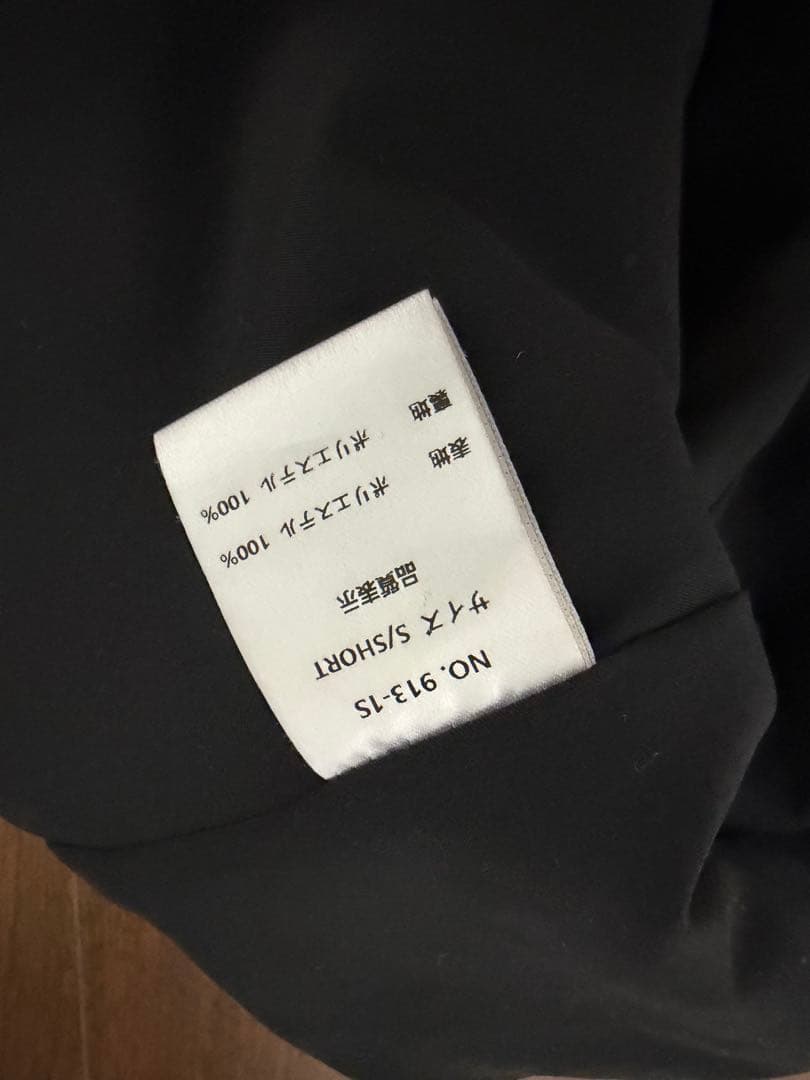 NO. 913-1S
サイズ S/SHORT
品質表示
表地 ポリエステル 100%
裏地 ポリエステル 100%